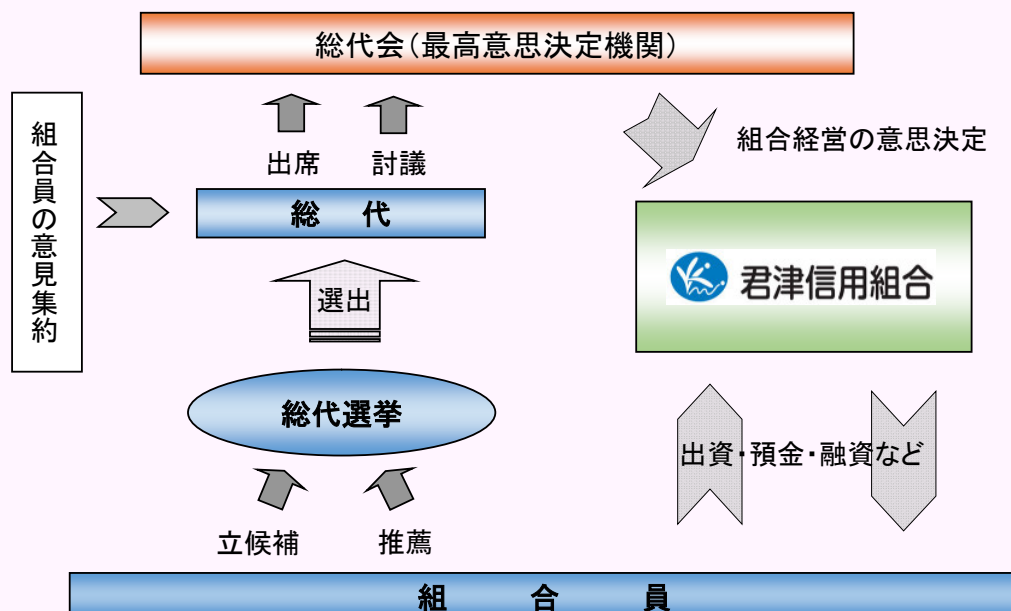 総代会(最高意思決定機関)
組合員の意見集約
出席
討議
組合経営の意思決定
総 代
君津信用組合
選出
総代選挙
出資・預金・融資など
立候補
推薦
組 合 員